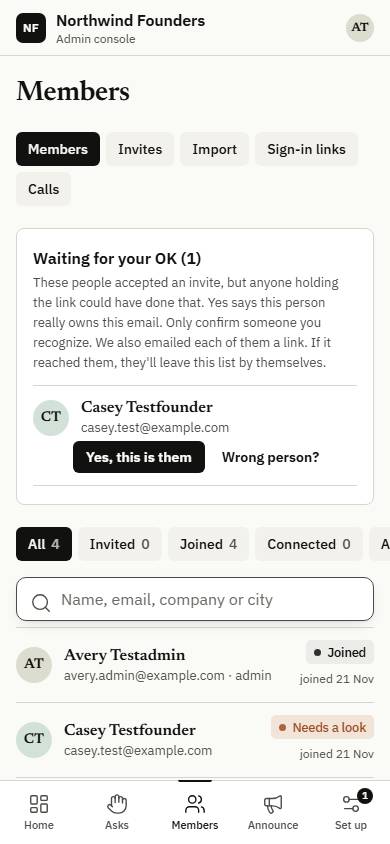 NF
Northwind Founders
Admin console
AT
Members
Members
Invites
Import
Sign-in links
Calls
Waiting for your OK (1)
These people accepted an invite, but anyone holding
the link could have done that. Yes says this person
really owns this email. Only confirm someone you
recognize. We also emailed each of them a link. If it
reached them, they'll leave this list by themselves.
CT
Casey Testfounder
casey.test@example.com
Yes, this is them
Wrong person?
All 4
Invited 0
Joined 4
Connected 0
Name, email, company or city
AT
Avery Testadmin
avery.admin@example.com · admin
Joined
joined 21 Nov
CT
Casey Testfounder
casey.test@example.com
Needs a look
joined 21 Nov
Home
Asks
Members
Announce
1
Set up